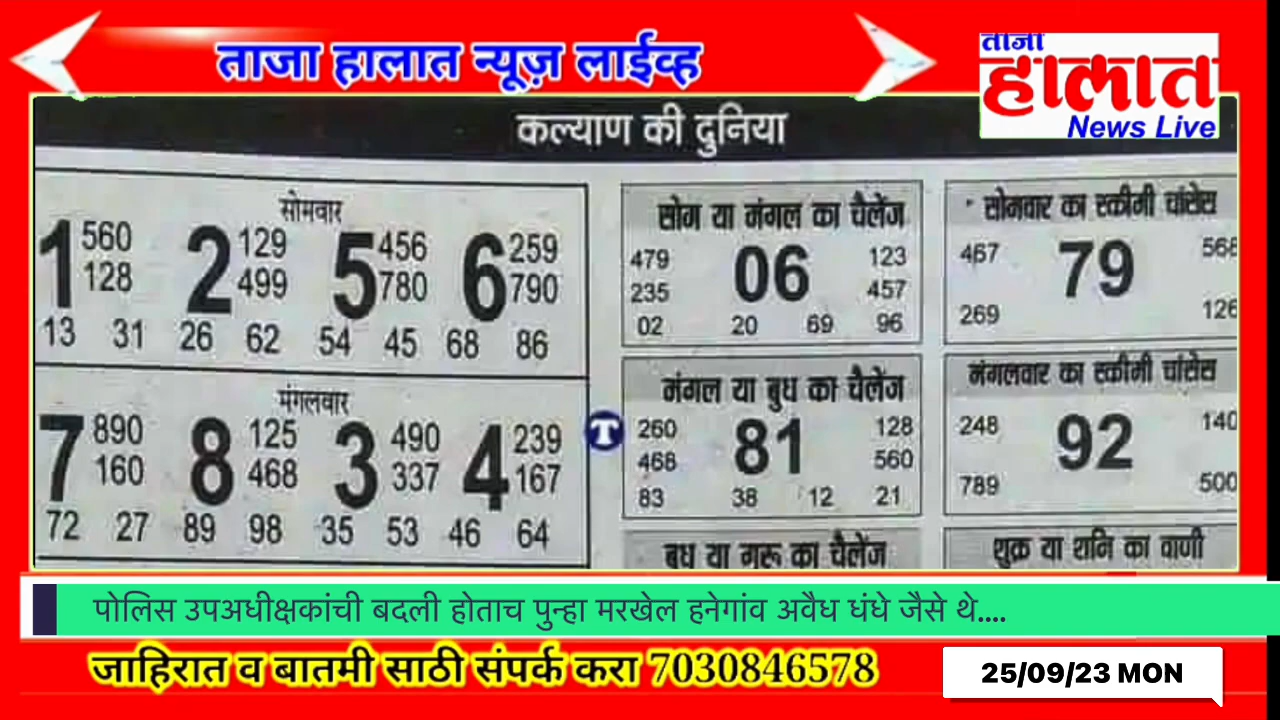 ताजा हालात न्यूज़ लाईव्ह
ताजा
हालात
News Live
कल्याण की दुनिया
सोमवार
1 560 128 2 129 499 5 456 780 6 259 790
13 31 26 62 54 45 68 86
मंगलवार
7 890 160 8 125 468 3 490 337 4 239 167
72 27 89 98 35 53 46 64
T
सोम या मंगल का चैलेंज
479 06 123
235 457
02 20 69 96
मंगल या बुध का चैलेंज
260 81 128
468 560
83 38 12 21
बुध या गुरू का चैलेंज
सोमवार का स्कीमी चांसेस
467 79 568
269 126
मंगलवार का स्कीमी चांसेस
248 92 140
789 500
शुक्र या शनि का वाणी
पोलिस उपअधीक्षकांची बदली होताच पुन्हा मरखेल हनेगांव अवैध धंधे जैसे थे....
जाहिरात व बातमी साठी संपर्क करा 7030846578
25/09/23 MON